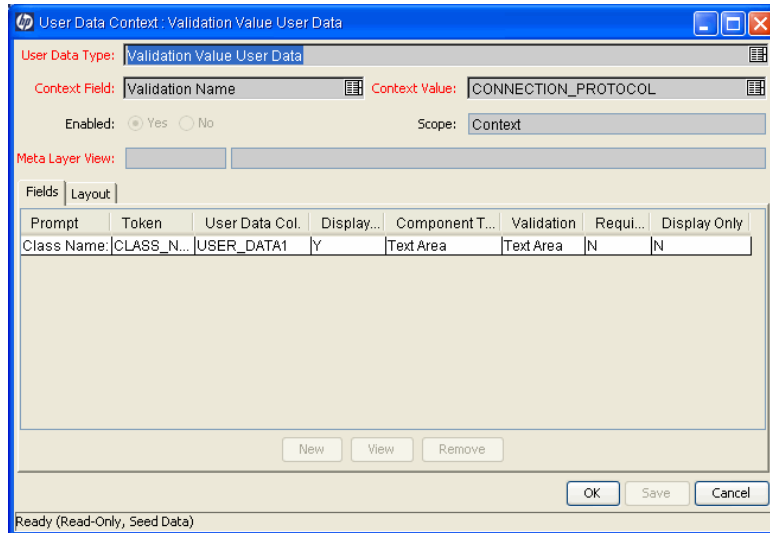 hp User Data Context : Validation Value User Data
User Data Type: Validation Value User Data
Context Field: Validation Name Context Value: CONNECTION_PROTOCOL
Enabled: Yes No Scope: Context
Meta Layer View:
Fields Layout
Prompt Token User Data Col. Display... Component T... Validation Requi... Display Only
Class Name: CLASS_N... USER_DATA1 Y Text Area Text Area N N
New View Remove
OK Save Cancel
Ready (Read-Only, Seed Data)